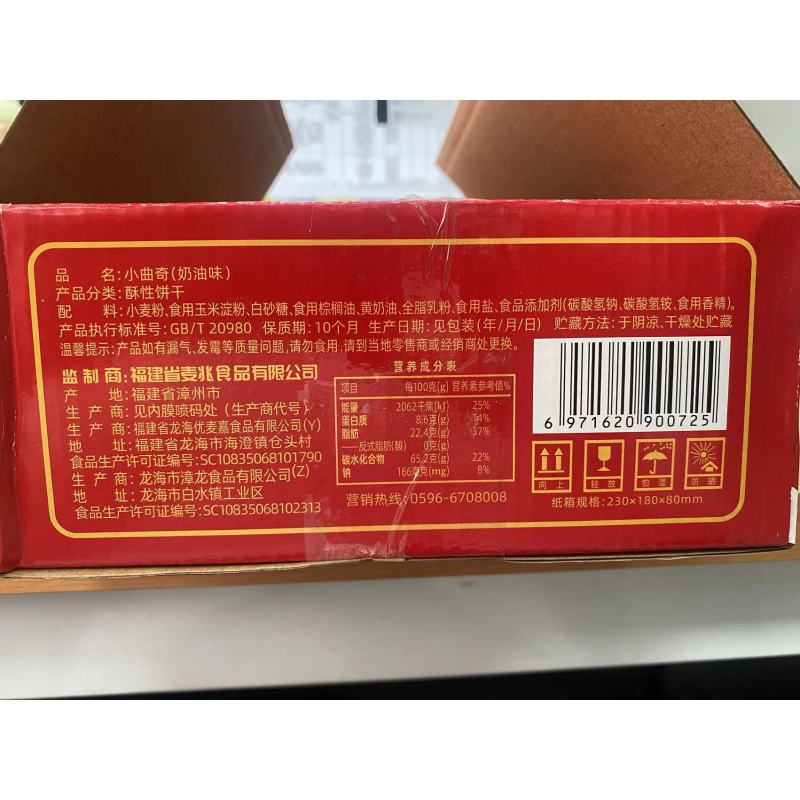 品 名:小曲奇(奶油味)
产品分类:酥性饼干
配 料:小麦粉,食用玉米淀粉,白砂糖,食用棕榈油,黄奶油,全脂乳粉,食用盐,食品添加剂(碳酸氢钠,碳酸氢铵,食用香精)。
产品执行标准号:GB/T 20980 保质期:10个月 生产日期:见包装(年/月/日) 贮藏方法:于阴凉、干燥处贮藏
温馨提示:产品如有漏气、发霉等质量问题,请勿食用,请到当地零售商或经销商处更换。
监 制 商:福建省麦兆食品有限公司
产 地:福建省漳州市
生 产 商:见内膜喷码处(生产商代号)
生 产 商:福建省龙海优麦嘉食品有限公司(Y)
地 址:福建省龙海市海澄镇仓头村
食品生产许可证编号:SC10835068101790
生 产 商:龙海市漳龙食品有限公司(Z)
地 址:龙海市白水镇工业区
食品生产许可证编号:SC10835068102313
营养成分表
项目 每100克(g) 营养素参考值%
能量 2062千焦(kJ) 25%
蛋白质 8.6克(g) 14%
脂肪 22.4克(g) 37%
——反式脂肪(酸) 0克(g)
碳水化合物 65.2克(g) 22%
钠 166毫克(mg) 8%
营销热线:0596-6708008
6 971620 900725
向上 轻放 怕湿 防晒
纸箱规格:230×180×80mm